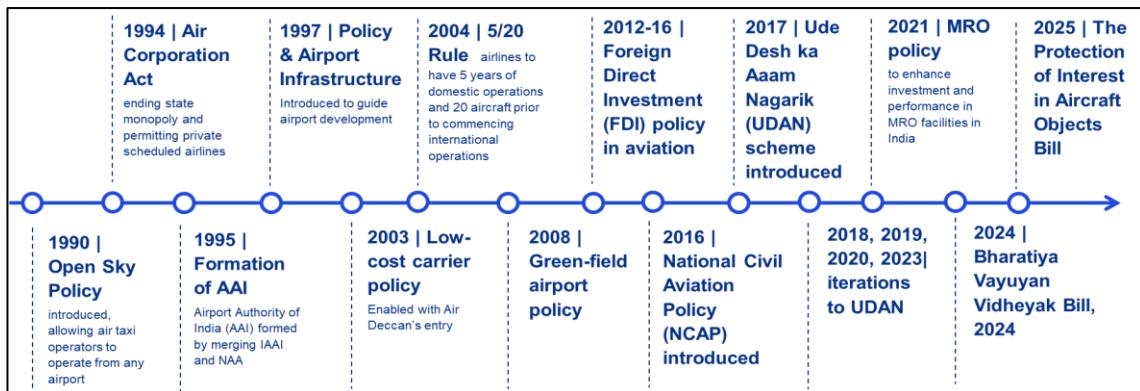 1994 | Air
Corporation
Act
ending state
monopoly and
permitting private
scheduled airlines
1997 | Policy
& Airport
Infrastructure
Introduced to guide
airport development
2004 | 5/20
Rule airlines to
have 5 years of
domestic operations
and 20 aircraft prior
to commencing
international
operations
2012-16 |
Foreign
Direct
Investment
(FDI) policy
in aviation
2017 | Ude
Desh ka
Aaam
Nagarik
(UDAN)
scheme
introduced
2021 | MRO
policy
to enhance
investment and
performance in
MRO facilities in
India
2025 | The
Protection
of Interest
in Aircraft
Objects
Bill
1990 |
Open Sky
Policy
introduced,
allowing air taxi
operators to
operate from any
airport
1995 |
Formation
of AAI
Airport Authority of
India (AAI) formed
by merging IAAI
and NAA
2003 | Low-
cost carrier
policy
Enabled with Air
Deccan's entry
2008 |
Green-field
airport
policy
2016 |
National Civil
Aviation
Policy
(NCAP)
introduced
2018, 2019,
2020, 2023|
iterations
to UDAN
2024 |
Bharatiya
Vayuyan
Vidheyak Bill,
2024